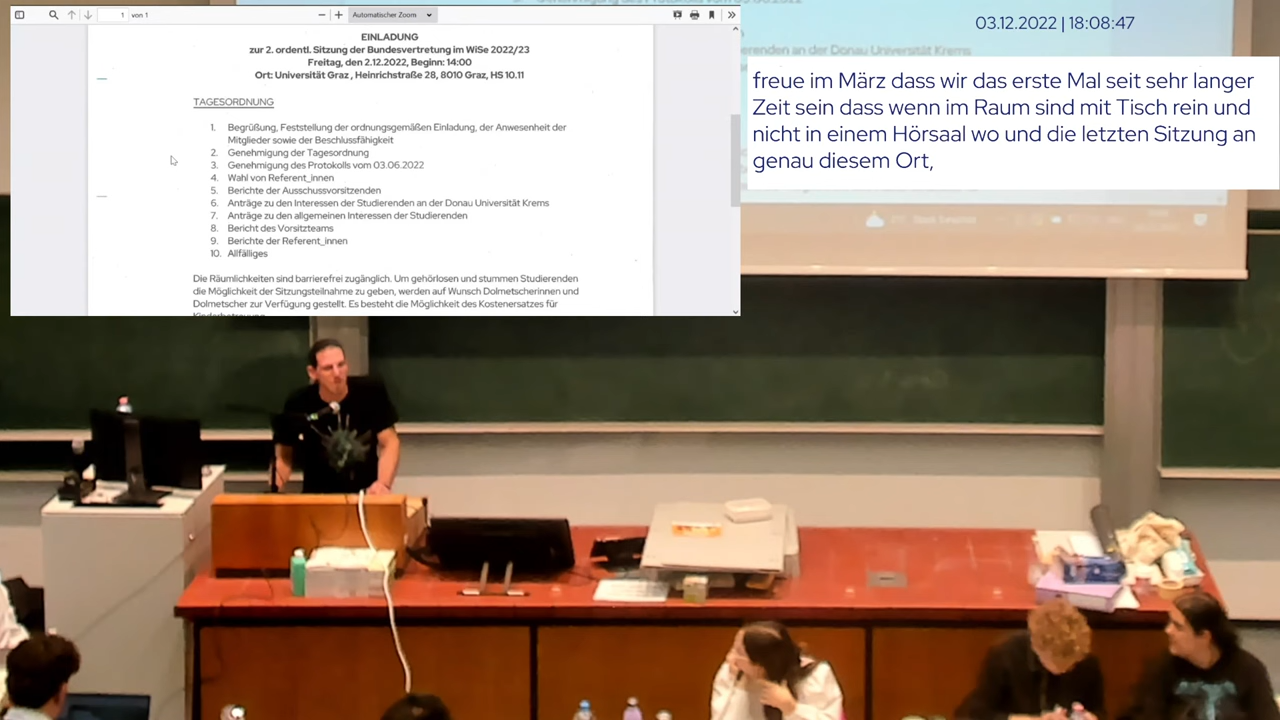 1 von 1
Automatischer Zoom
EINLADUNG
zur 2. ordentl. Sitzung der Bundesvertretung im WiSe 2022/23
Freitag, den 2.12.2022, Beginn: 14:00
Ort: Universität Graz , Heinrichstraße 28, 8010 Graz, HS 10.11
TAGESORDNUNG
1. Begrüßung, Feststellung der ordnungsgemäßen Einladung, der Anwesenheit der
Mitglieder sowie der Beschlussfähigkeit
2. Genehmigung der Tagesordnung
3. Genehmigung des Protokolls vom 03.06.2022
4. Wahl von Referent_innen
5. Berichte der Ausschussvorsitzenden
6. Anträge zu den Interessen der Studierenden an der Donau Universität Krems
7. Anträge zu den allgemeinen Interessen der Studierenden
8. Bericht des Vorsitzteams
9. Berichte der Referent_innen
10. Allfälliges
Die Räumlichkeiten sind barrierefrei zugänglich. Um gehörlosen und stummen Studierenden
die Möglichkeit der Sitzungsteilnahme zu geben, werden auf Wunsch Dolmetscherinnen und
Dolmetscher zur Verfügung gestellt. Es besteht die Möglichkeit des Kostenersatzes für
03.12.2022 | 18:08:47
erenden an der Donau Universität Krems
freue im März dass wir das erste Mal seit sehr langer
Zeit sein dass wenn im Raum sind mit Tisch rein und
nicht in einem Hörsaal wo und die letzten Sitzung an
genau diesem Ort,